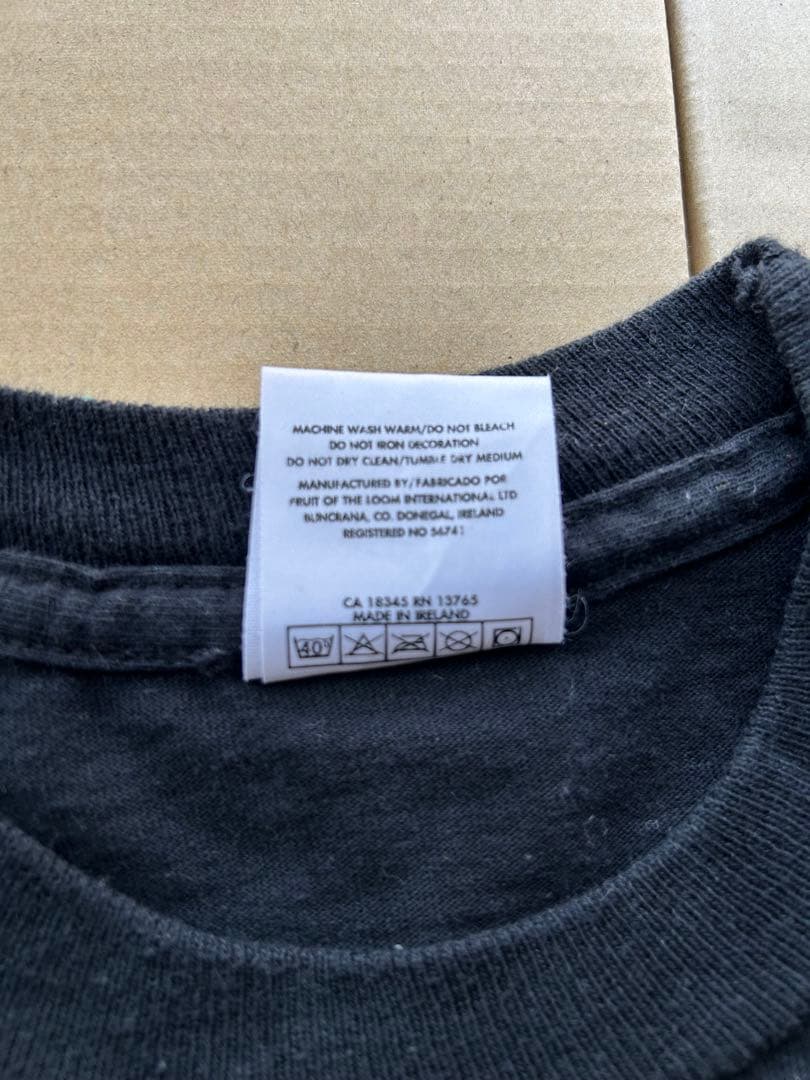 MACHINE WASH WARM/DO NOT BLEACH
DO NOT IRON DECORATION
DO NOT DRY CLEAN/TUMBLE DRY MEDIUM
MANUFACTURED BY/FABRICADO POR
FRUIT OF THE LOOM INTERNATIONAL LTD
BUNCRANA, CO. DONEGAL, IRELAND
REGISTERED NO 56741
CA 18345 RN 13765
MADE IN IRELAND
40°